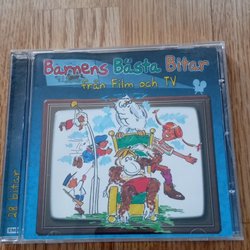 Barnens Bästa Bitar
från Film och TV
28 bitar